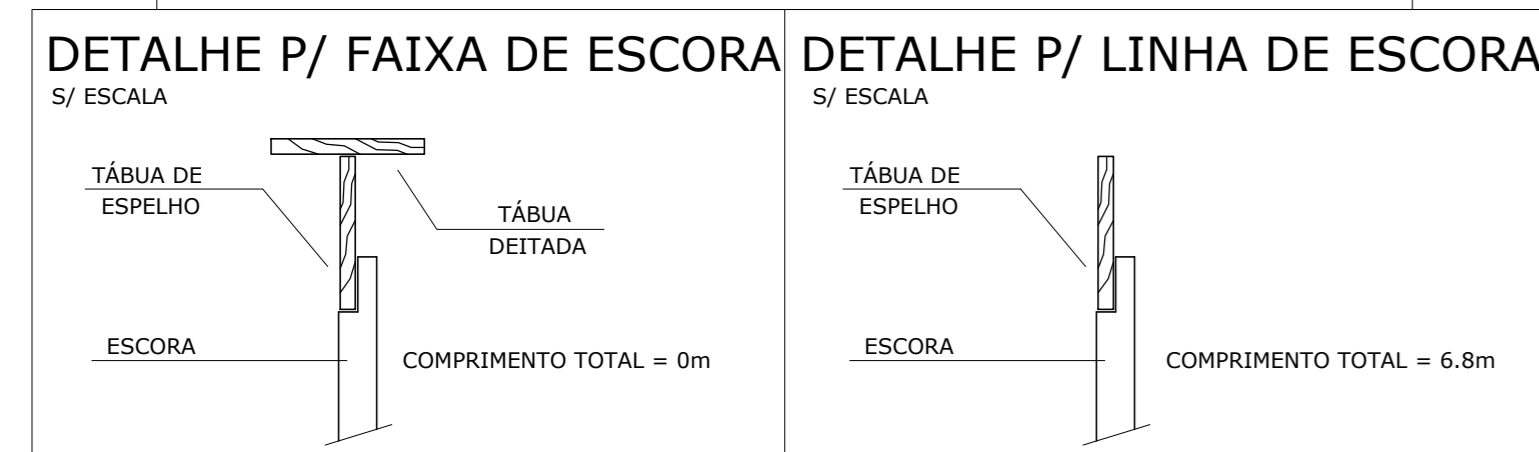 DETALHE P/ FAIXA DE ESCORA
S/ ESCALA
TÁBUA DE
ESPELHO
TÁBUA
DEITADA
ESCORA
COMPRIMENTO TOTAL = 0m
DETALHE P/ LINHA DE ESCORA
S/ ESCALA
TÁBUA DE
ESPELHO
ESCORA
COMPRIMENTO TOTAL = 6.8m